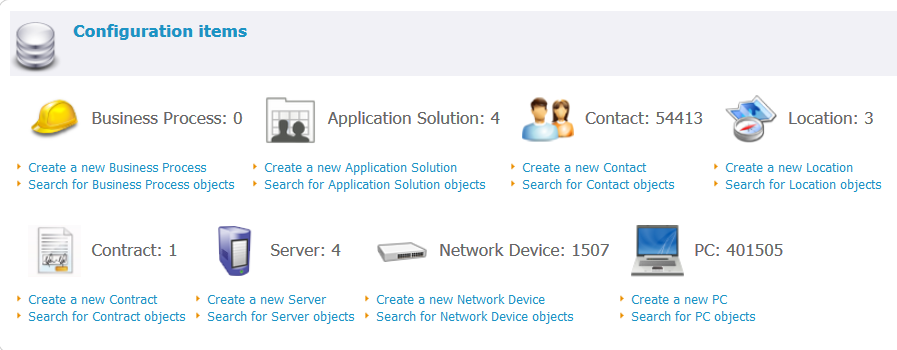 Configuration items
Business Process: 0
Application Solution: 4
Contact: 54413
Location: 3
Create a new Business Process
Search for Business Process objects
Create a new Application Solution
Search for Application Solution objects
Create a new Contact
Search for Contact objects
Create a new Location
Search for Location objects
Contract: 1
Server: 4
Network Device: 1507
PC: 401505
Create a new Contract
Search for Contract objects
Create a new Server
Search for Server objects
Create a new Network Device
Search for Network Device objects
Create a new PC
Search for PC objects